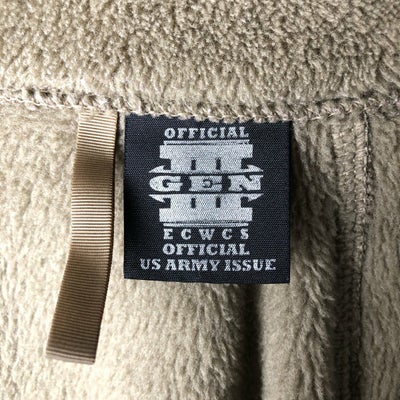 OFFICIAL
III
GEN
ECWCS
OFFICIAL
US ARMY ISSUE